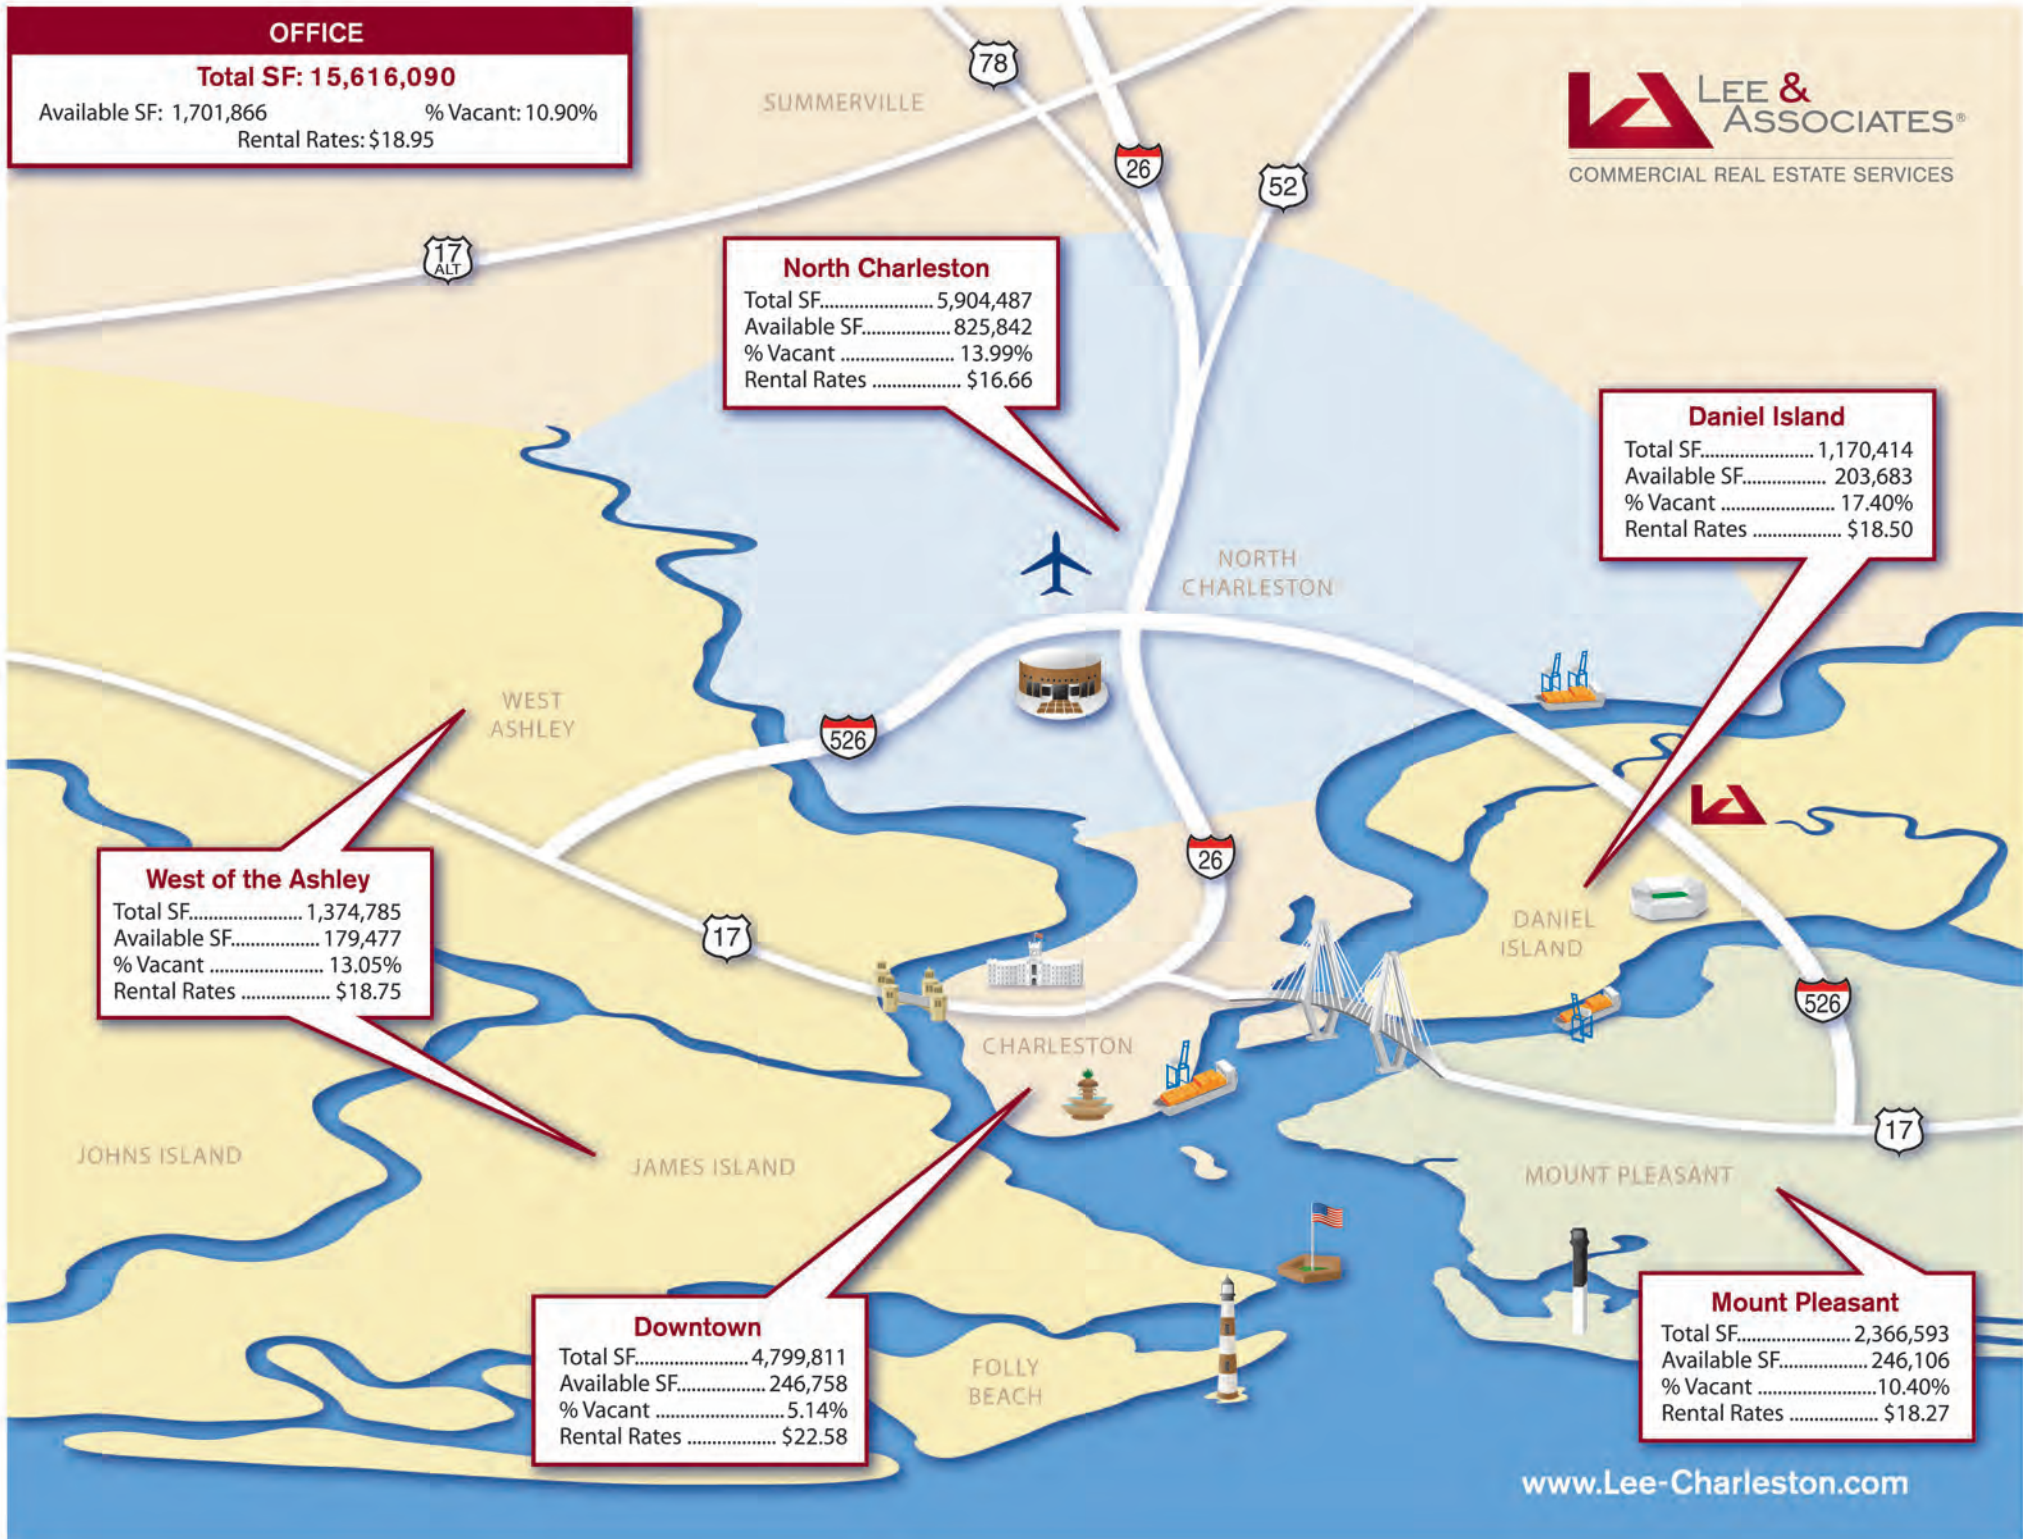 OFFICE
Total SF: 15,616,090
Available SF: 1,701,866 % Vacant: 10.90%
Rental Rates: $18.95
LEE &
ASSOCIATES®
COMMERCIAL REAL ESTATE SERVICES
78
SUMMERVILLE
26
52
17
ALT
North Charleston
Total SF....................... 5,904,487
Available SF.................. 825,842
% Vacant ....................... 13.99%
Rental Rates .................. $16.66
Daniel Island
Total SF....................... 1,170,414
Available SF................. 203,683
% Vacant ....................... 17.40%
Rental Rates .................. $18.50
NORTH
CHARLESTON
WEST
ASHLEY
526
26
West of the Ashley
Total SF....................... 1,374,785
Available SF.................. 179,477
% Vacant ....................... 13.05%
Rental Rates .................. $18.75
17
DANIEL
ISLAND
526
CHARLESTON
17
JOHNS ISLAND
JAMES ISLAND
MOUNT PLEASANT
Downtown
Total SF....................... 4,799,811
Available SF.................. 246,758
% Vacant .......................... 5.14%
Rental Rates .................. $22.58
FOLLY
BEACH
Mount Pleasant
Total SF....................... 2,366,593
Available SF.................. 246,106
% Vacant ........................10.40%
Rental Rates .................. $18.27
www.Lee-Charleston.com